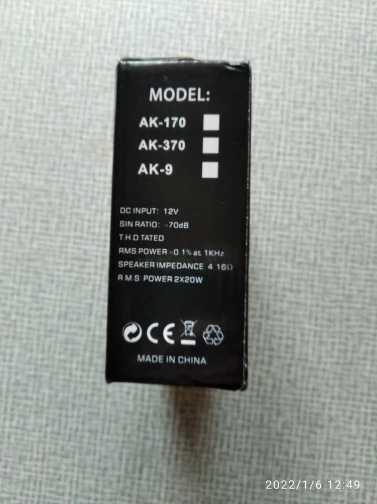 MODEL:
AK-170
AK-370
AK-9
DC INPUT: 12V
SIN RATIO: -70dB
T H D TATED
RMS POWER -0 1% at 1KHz
SPEAKER IMPEDANCE 4 16Ω
R M S POWER 2X20W
CE
MADE IN CHINA
2022/1/6 12:49